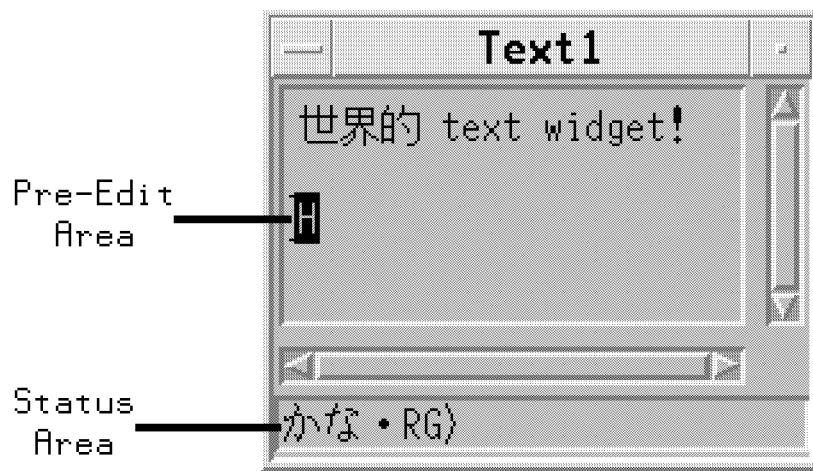 Text1
世界的 text widget!
Pre-Edit
Area
H
Status
Area
かな・RG)